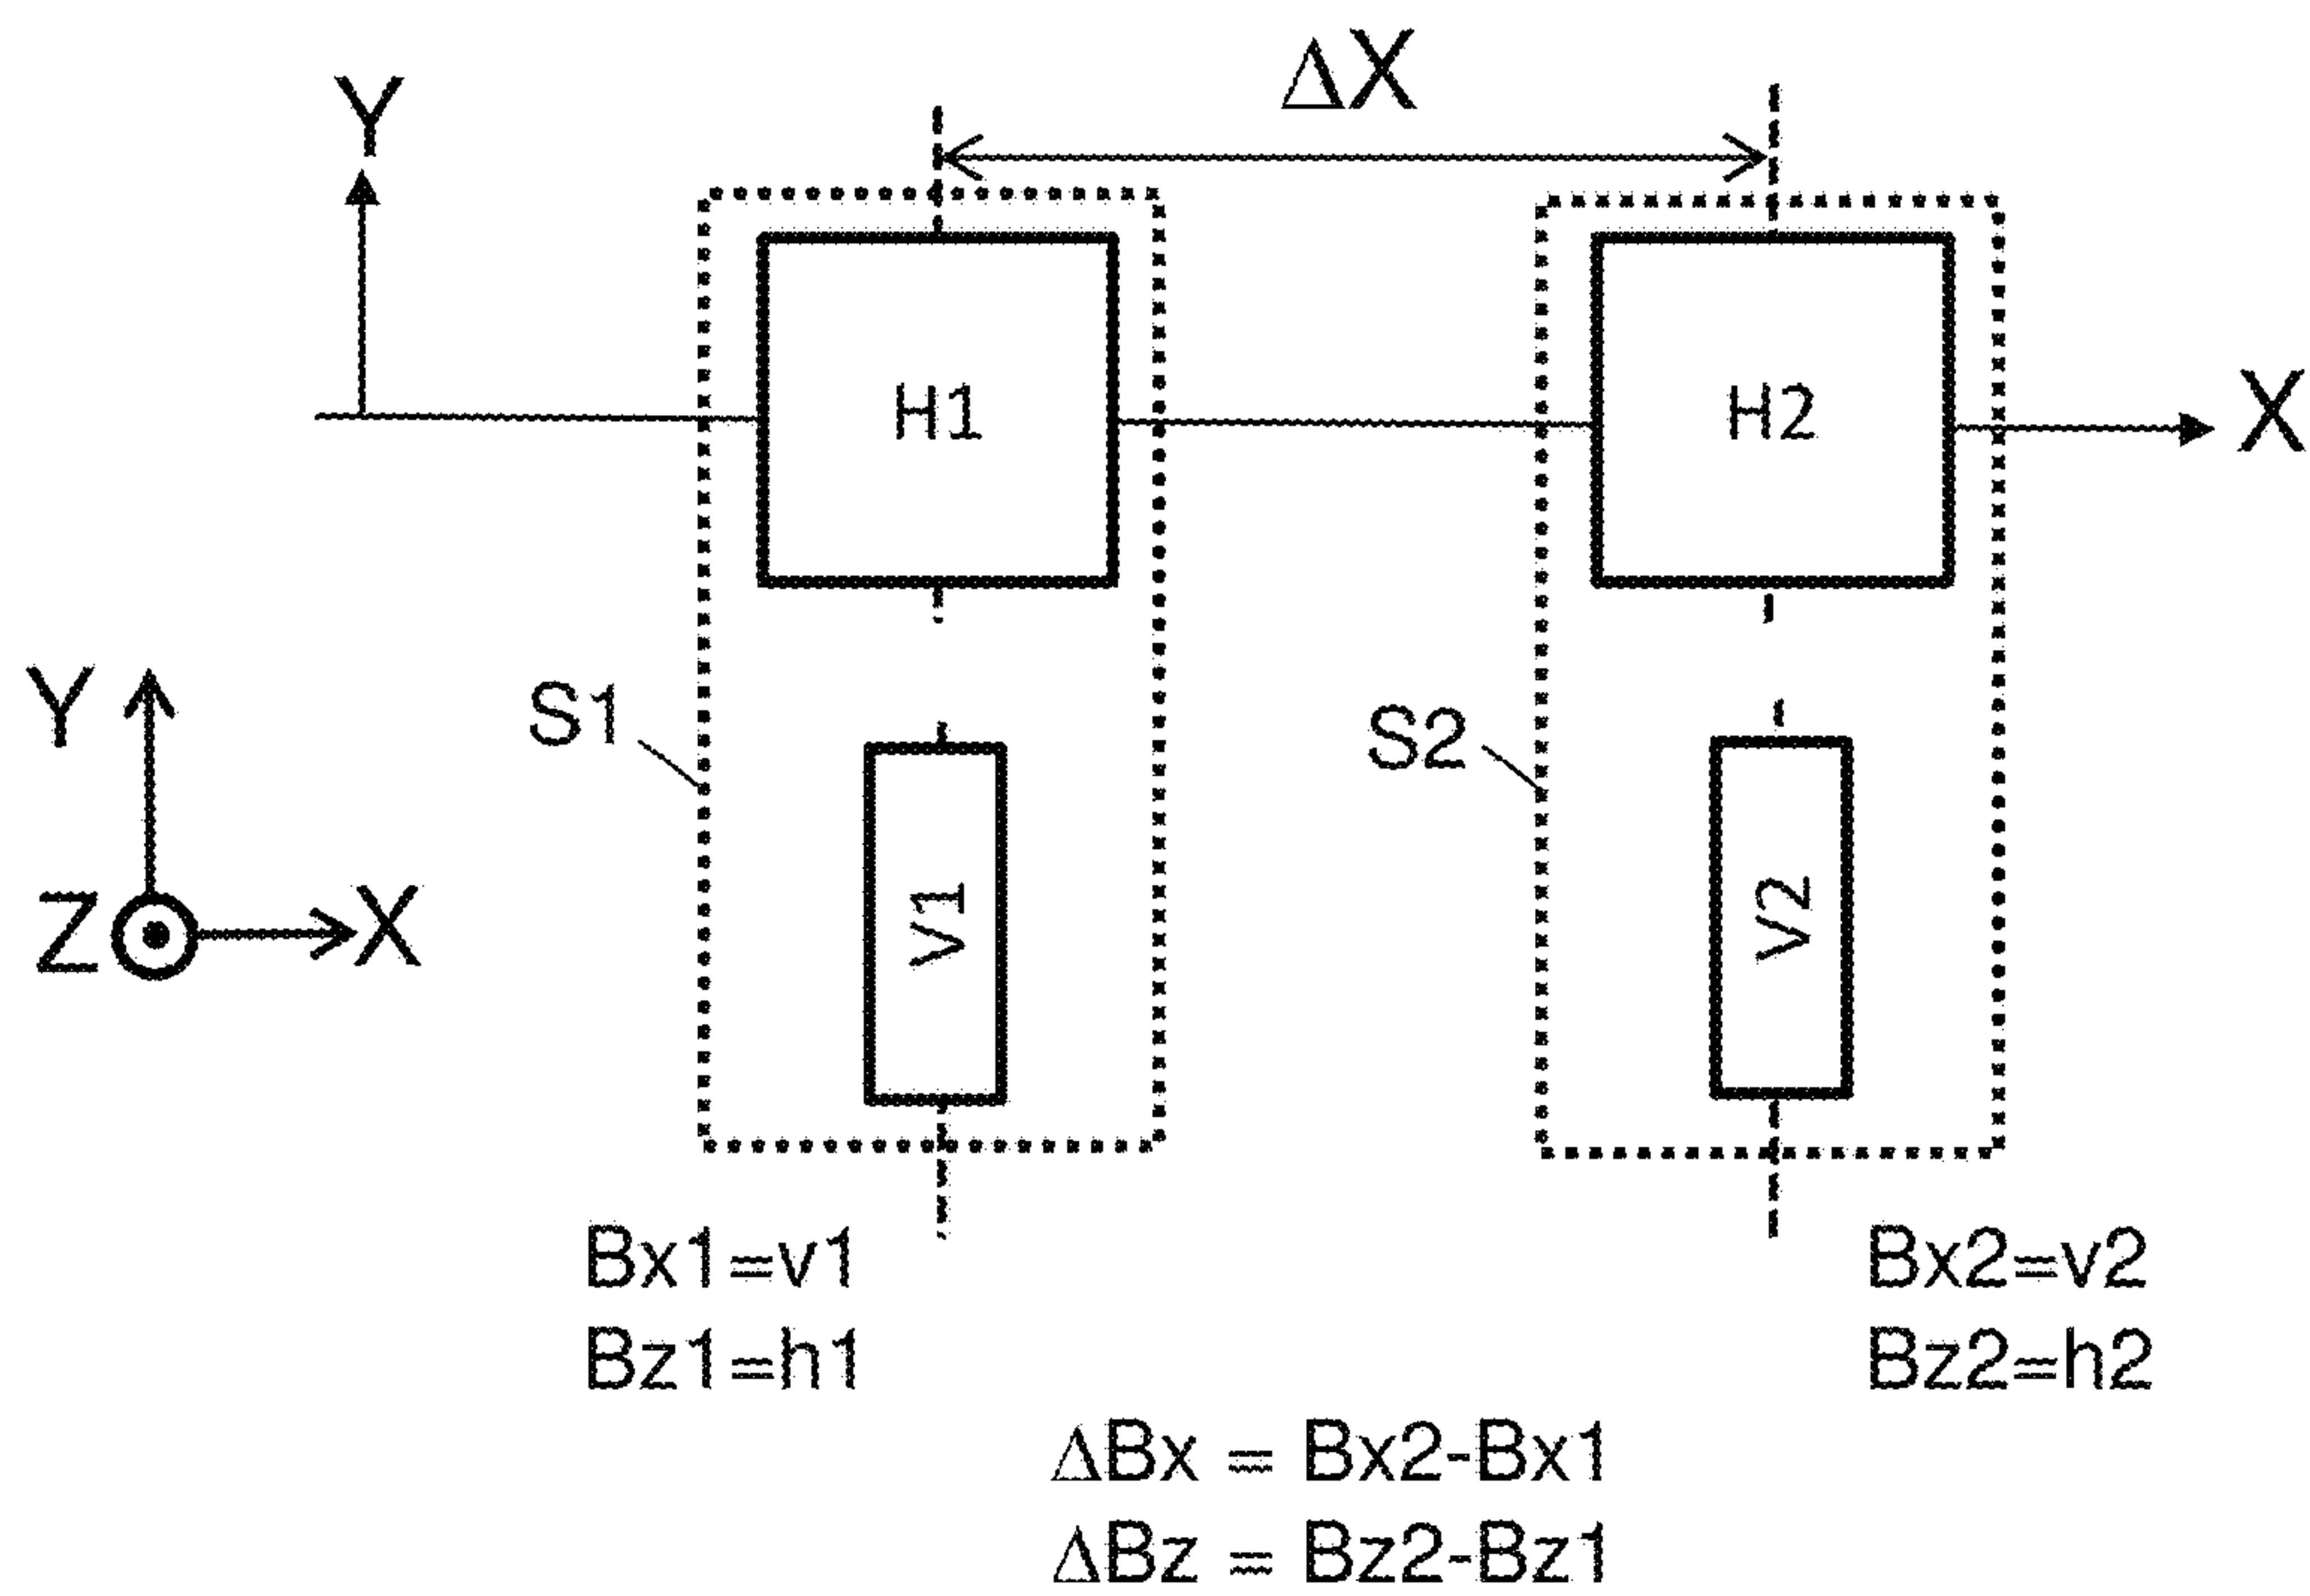 ΔX
Y
H1
H2
X
Y
S1
S2
Z
X
V1
V2
Bx1=v1
Bx2=v2
Bz1=h1
Bz2=h2
ΔBx = Bx2-Bx1
ΔBz = Bz2-Bz1